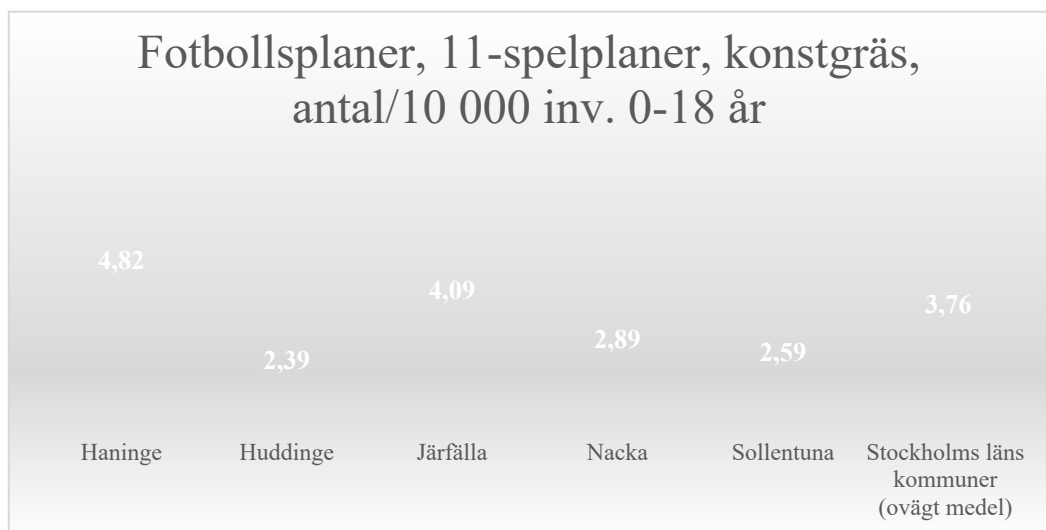 Fotbollsplaner, 11-spelplaner, konstgräs,
antal/10 000 inv. 0-18 år
4,82
2,39
4,09
2,89
2,59
3,76
Haninge
Huddinge
Järfälla
Nacka
Sollentuna
Stockholms läns
kommuner
(ovägt medel)